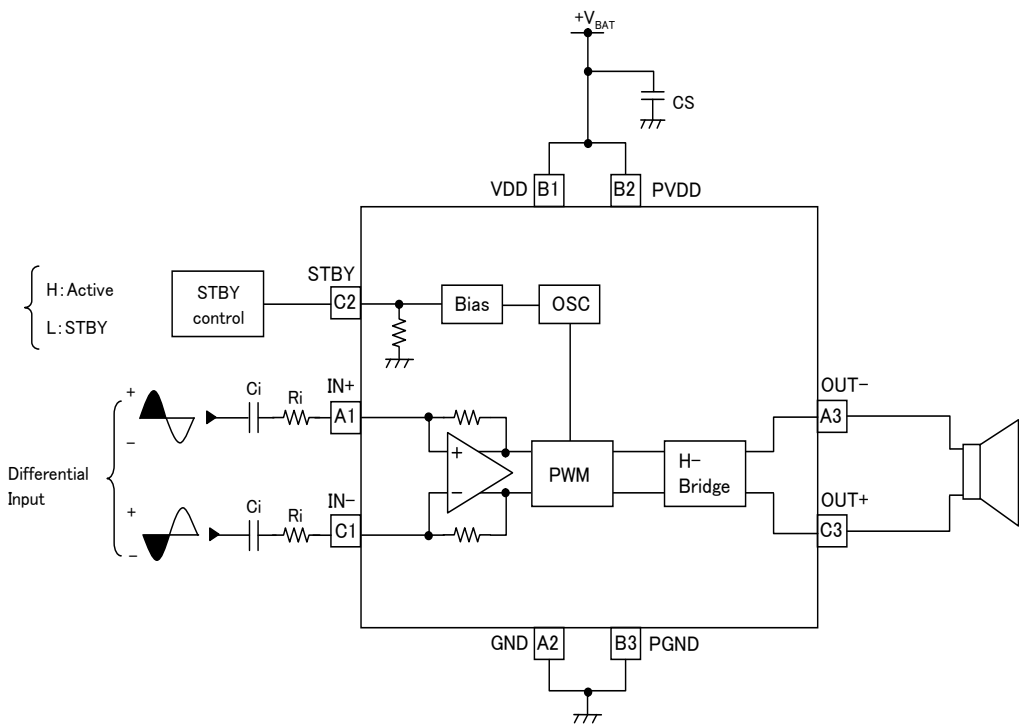 +VBAT
CS
VDD B1 B2 PVDD
STBY
H:Active
L:STBY
STBY
control
C2
Bias
OSC
IN+
OUT-
+
-
Ci
Ri
A1
A3
+
-
PWM
H-
Bridge
Differential
Input
IN-
OUT+
+
-
Ci
Ri
C1
C3
GND A2 B3 PGND